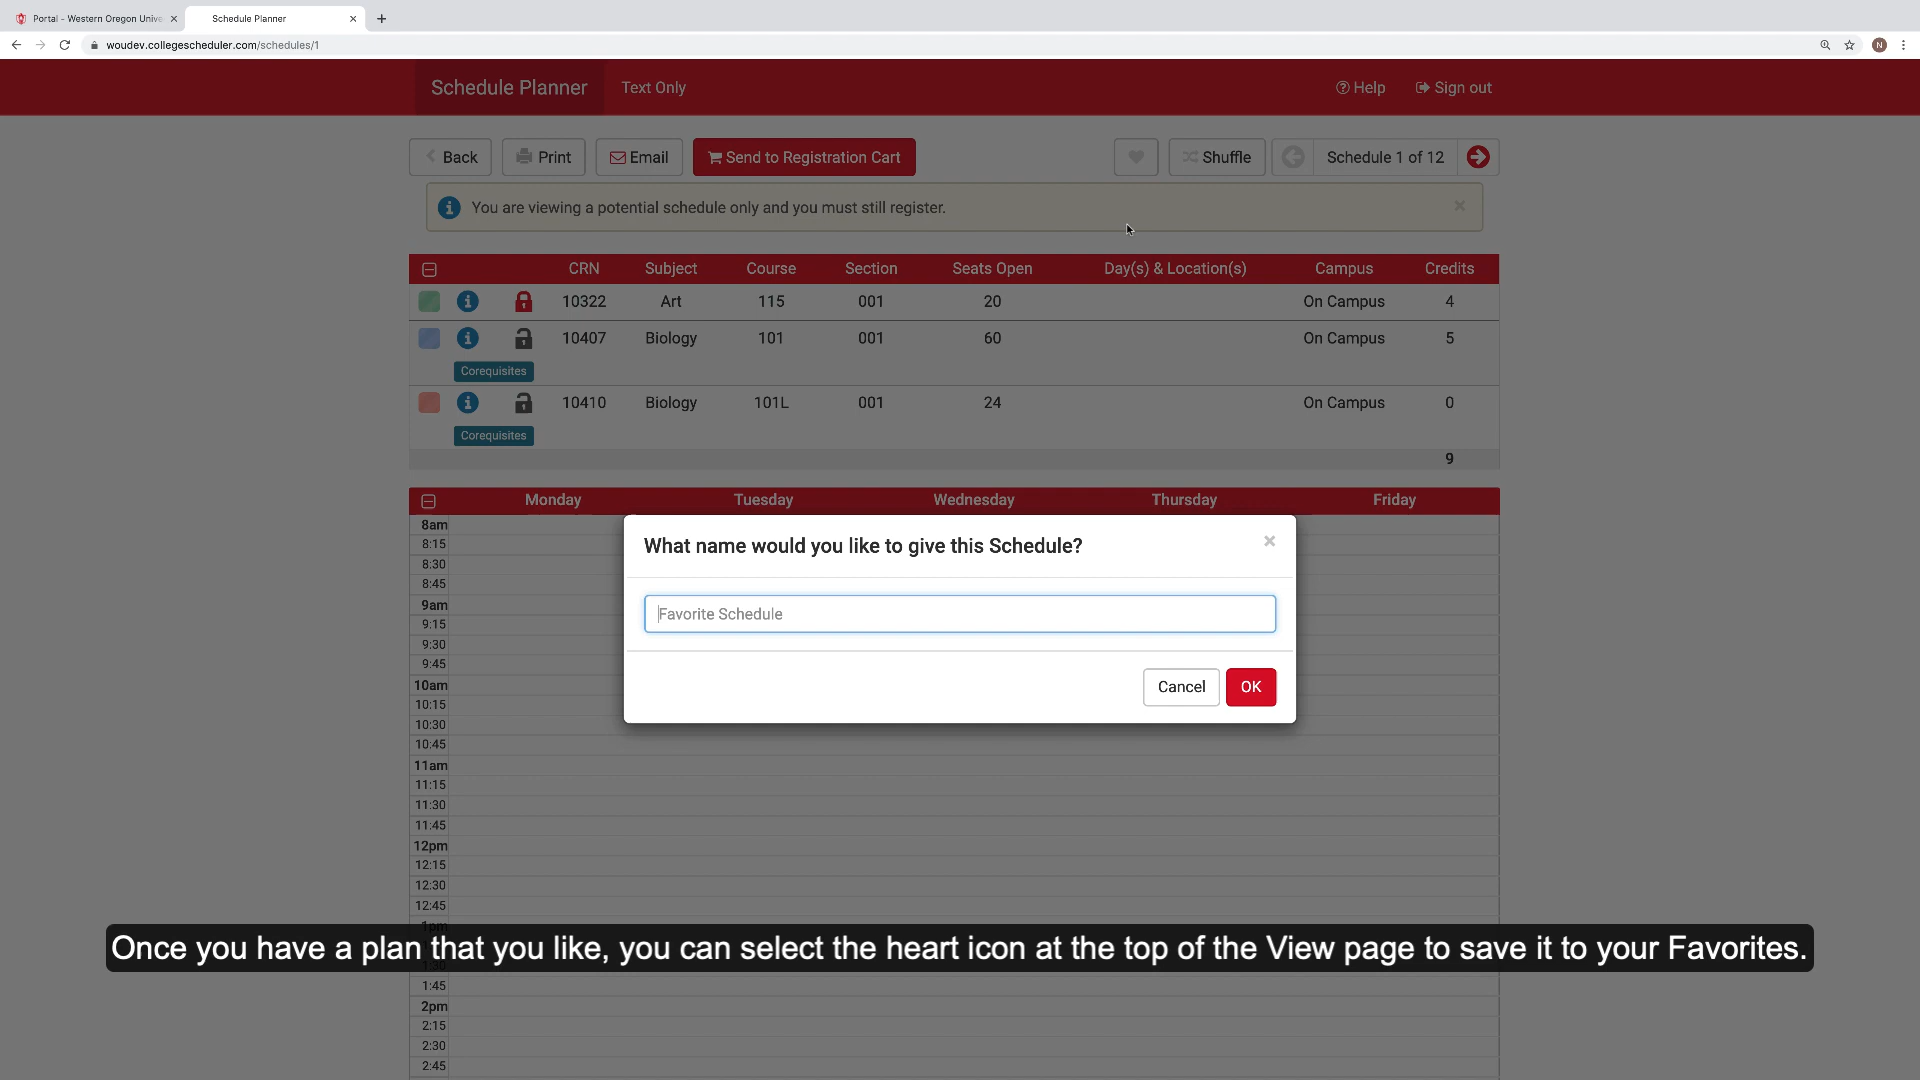 Portal - Western Oregon Unive
Schedule Planner
woudev.collegescheduler.com/schedules/1
N
Schedule Planner
Text Only
Help
Sign out
Back
Print
Email
Send to Registration Cart
Shuffle
Schedule 1 of 12
You are viewing a potential schedule only and you must still register.
CRN Subject Course Section Seats Open Day(s) & Location(s) Campus Credits
10322 Art 115 001 20 On Campus 4
10407 Biology 101 001 60 On Campus 5
Corequisites
10410 Biology 101L 001 24 On Campus 0
Corequisites
9
Monday Tuesday Wednesday Thursday Friday
8am
8:15
8:30
8:45
9am
9:15
9:30
9:45
10am
10:15
10:30
10:45
11am
11:15
11:30
11:45
12pm
12:15
12:30
12:45
What name would you like to give this Schedule?
Favorite Schedule
Cancel
OK
1pm
Once you have a plan that you like, you can select the heart icon at the top of the View page to save it to your Favorites.
1:45
2pm
2:15
2:30
2:45